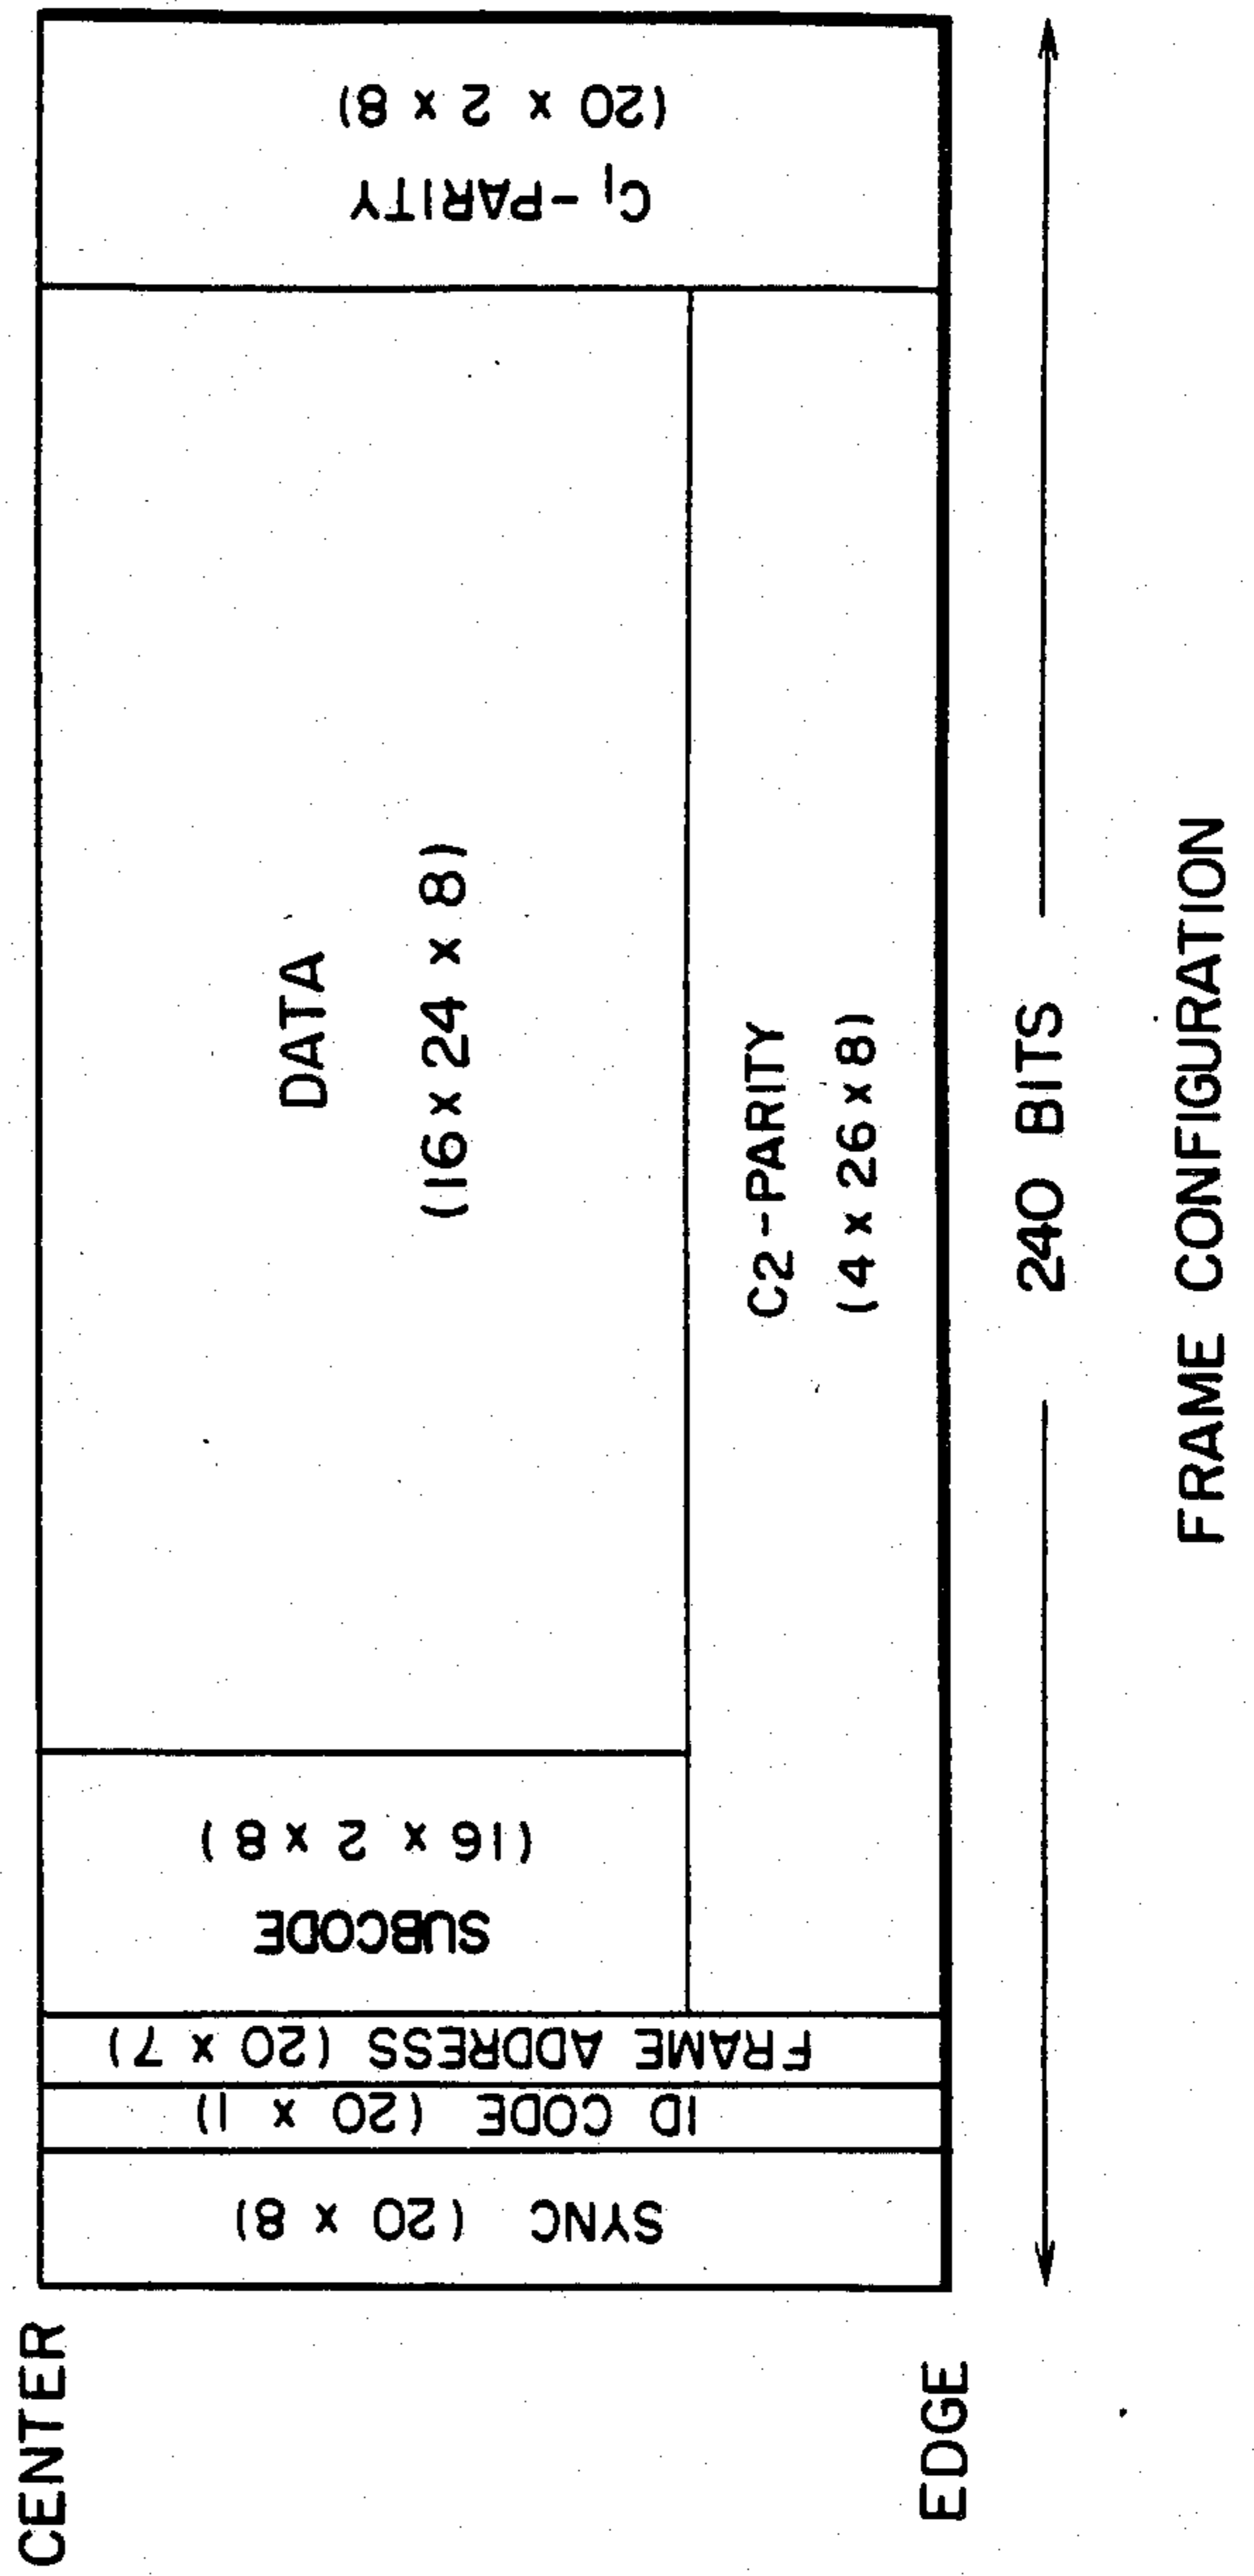 CENTER
EDGE
SYNC (20 x 8)
ID CODE (20 x 1)
FRAME ADDRESS (20 x 7)
SUBCODE
(16 x 2 x 8)
DATA
(16 x 24 x 8)
C2-PARITY
(4 x 26 x 8)
C1-PARITY
(20 x 2 x 8)
240 BITS
FRAME CONFIGURATION